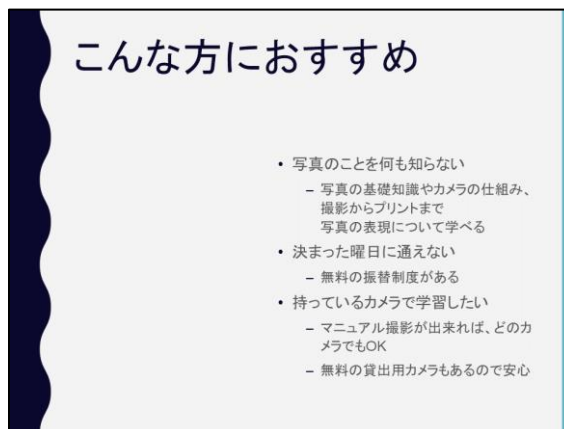 こんな方におすすめ
• 写真のことを何も知らない
– 写真の基礎知識やカメラの仕組み、
撮影からプリントまで
写真の表現について学べる
• 決まった曜日に通えない
– 無料の振替制度がある
• 持っているカメラで学習したい
– マニュアル撮影が出来れば、どのカ
メラでもOK
– 無料の貸出用カメラもあるので安心